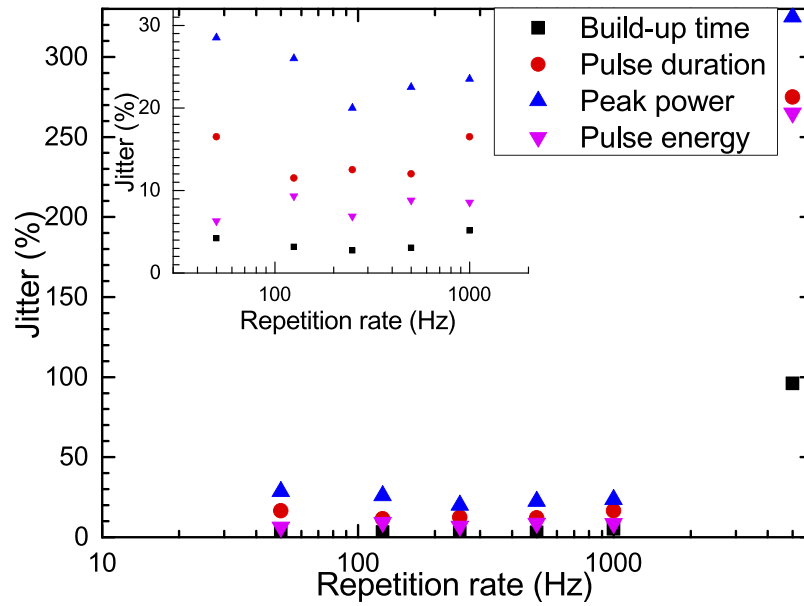 Build-up time
Pulse duration
Peak power
Pulse energy
Jitter (%)
300
250
200
150
100
50
0
10
100
1000
Repetition rate (Hz)
Jitter (%)
30
20
10
0
100
1000
Repetition rate (Hz)